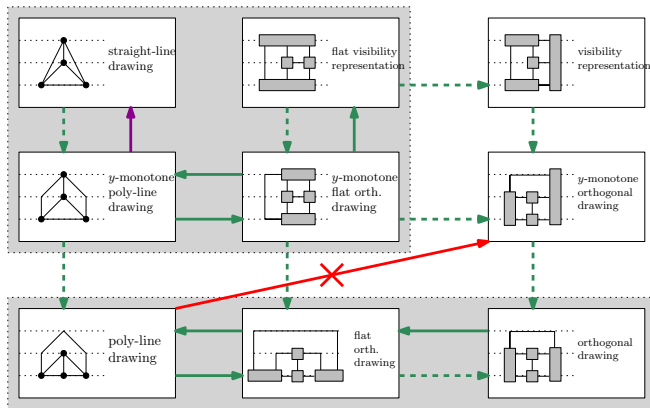 straight-line
drawing
flat visibility
representation
visibility
representation
y-monotone
poly-line
drawing
y-monotone
flat orth.
drawing
y-monotone
orthogonal
drawing
poly-line
drawing
flat
orth.
drawing
orthogonal
drawing